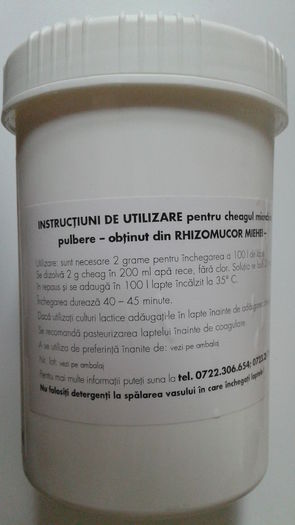 INSTRUCȚIUNI DE UTILIZARE pentru cheagul
pulbere – obținut din RHIZOMUCOR MIEHEI –
Utilizare: sunt necesare 2 grame pentru închegarea a 100 l de
Se dizolvă 2 g cheag în 200 ml apă rece, fără clor. Soluția se
în repaus și se adaugă în 100 l lapte încălzit la 35° C.
Închegarea durează 40 – 45 minute.
Dacă utilizați culturi lactice adăugați-le în lapte înainte de
Se recomandă pasteurizarea laptelui înainte de coagulare
A se utiliza de preferință înainte de: vezi pe ambalaj
Nr. lot: vezi pe ambalaj
Pentru mai multe informații puteți suna la tel. 0722.306.654;
Nu folosiți detergenți la spălarea vasului în care închegați laptele